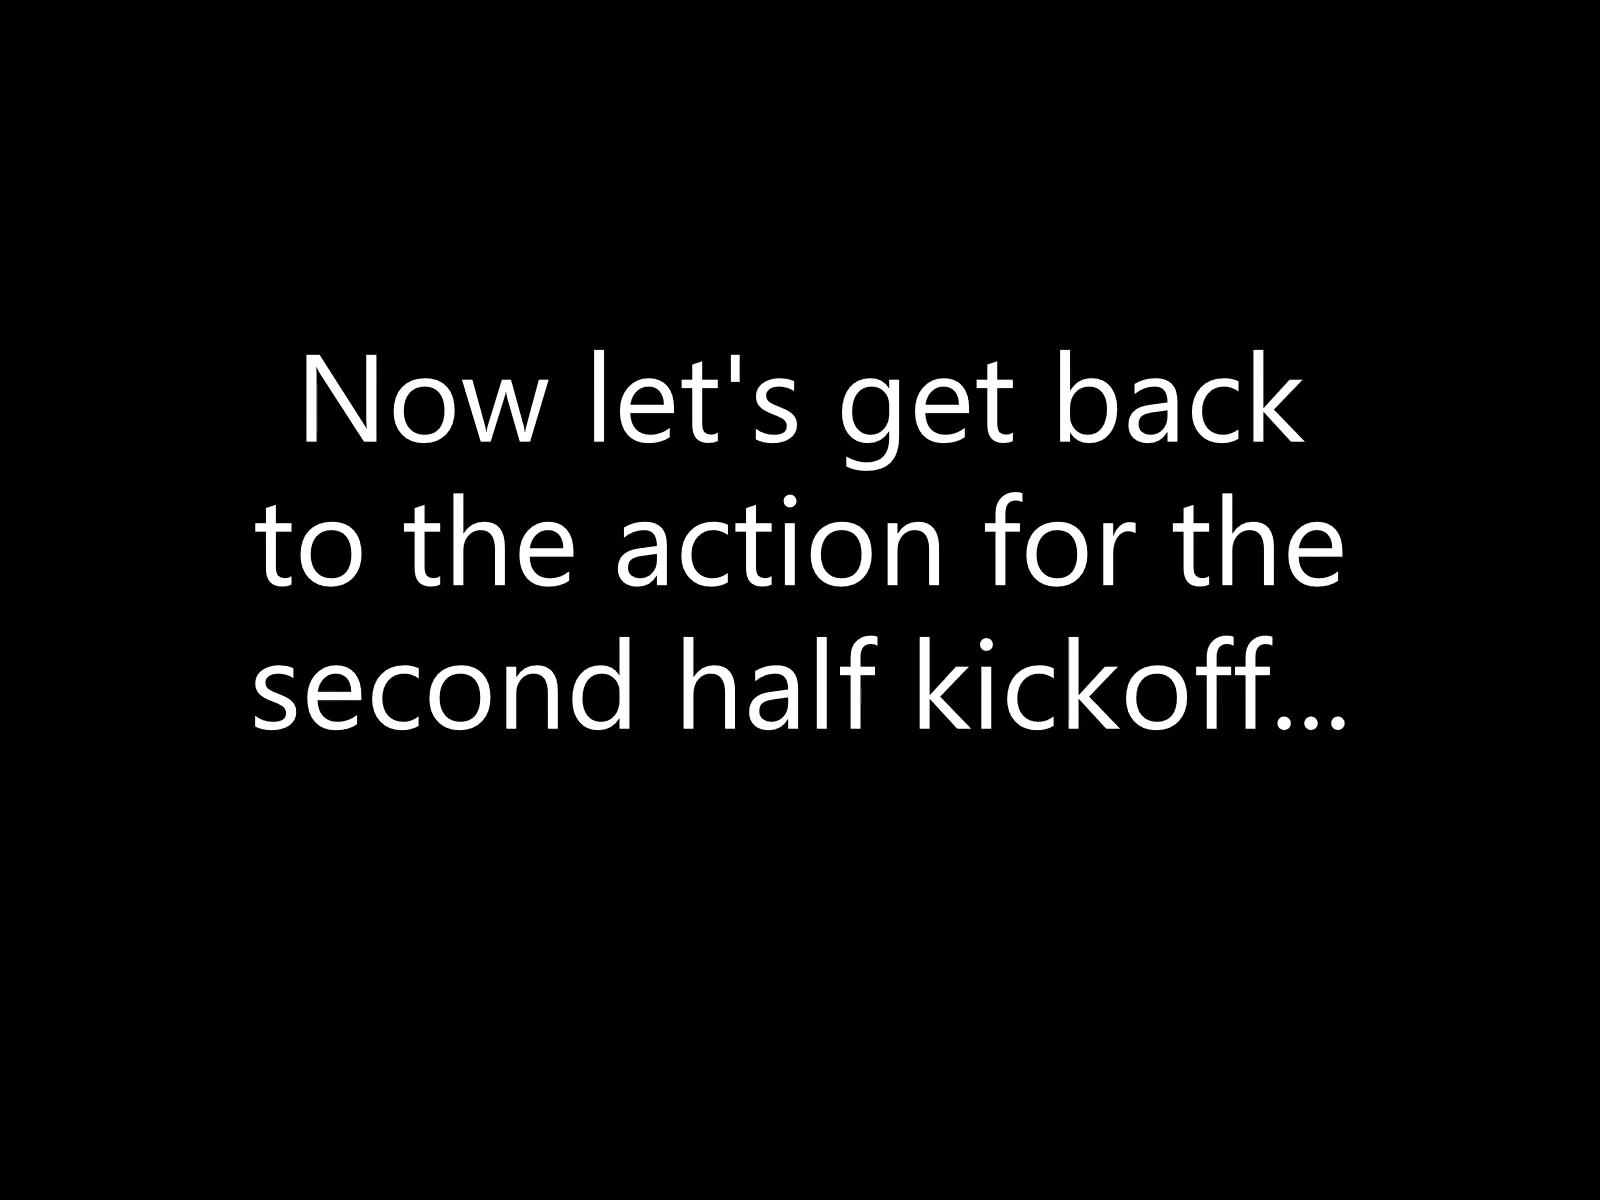 Now let's get back
to the action for the
second half kickoff...